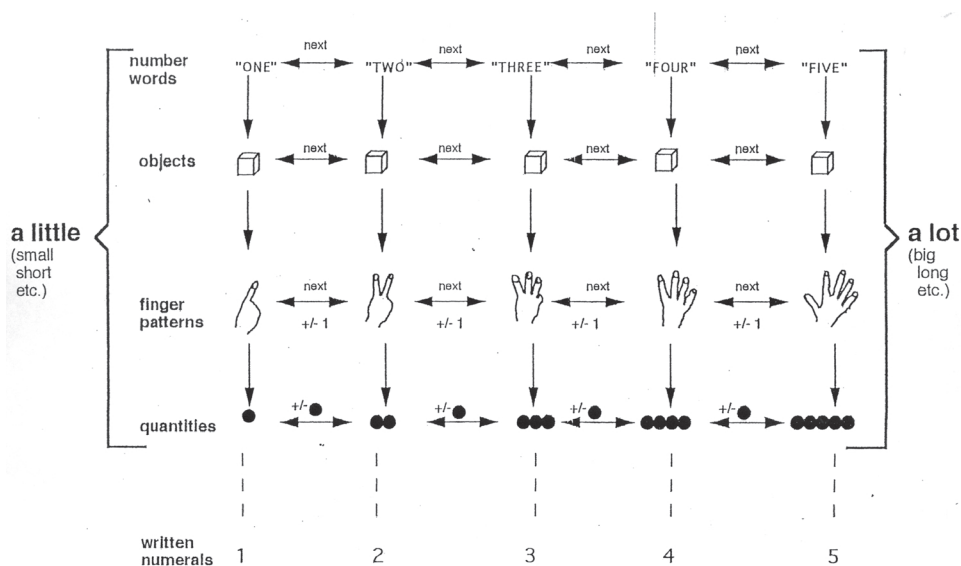 number words
"ONE" next "TWO" next "THREE" next "FOUR" next "FIVE"
objects
next next next next
a little
(small
short
etc.)
a lot
(big
long
etc.)
finger patterns
next next next next
+/- 1 +/- 1 +/- 1 +/- 1
quantities
+/- +/- +/- +/-
written numerals
1 2 3 4 5